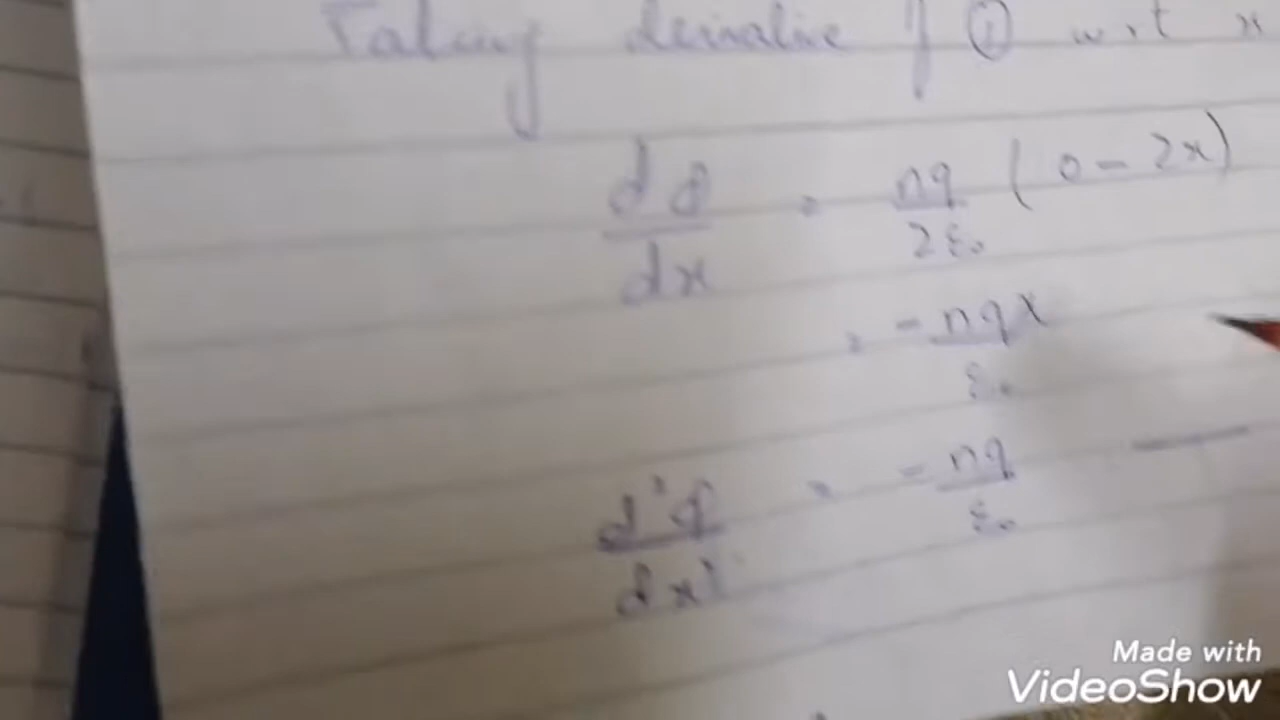 Taking derivative of ① w.r.t x
dφ/dx = nq/2ε₀ (0 - 2x)
= -nqx/ε₀
d²φ/dx² = -nq/ε₀
Made with
VideoShow